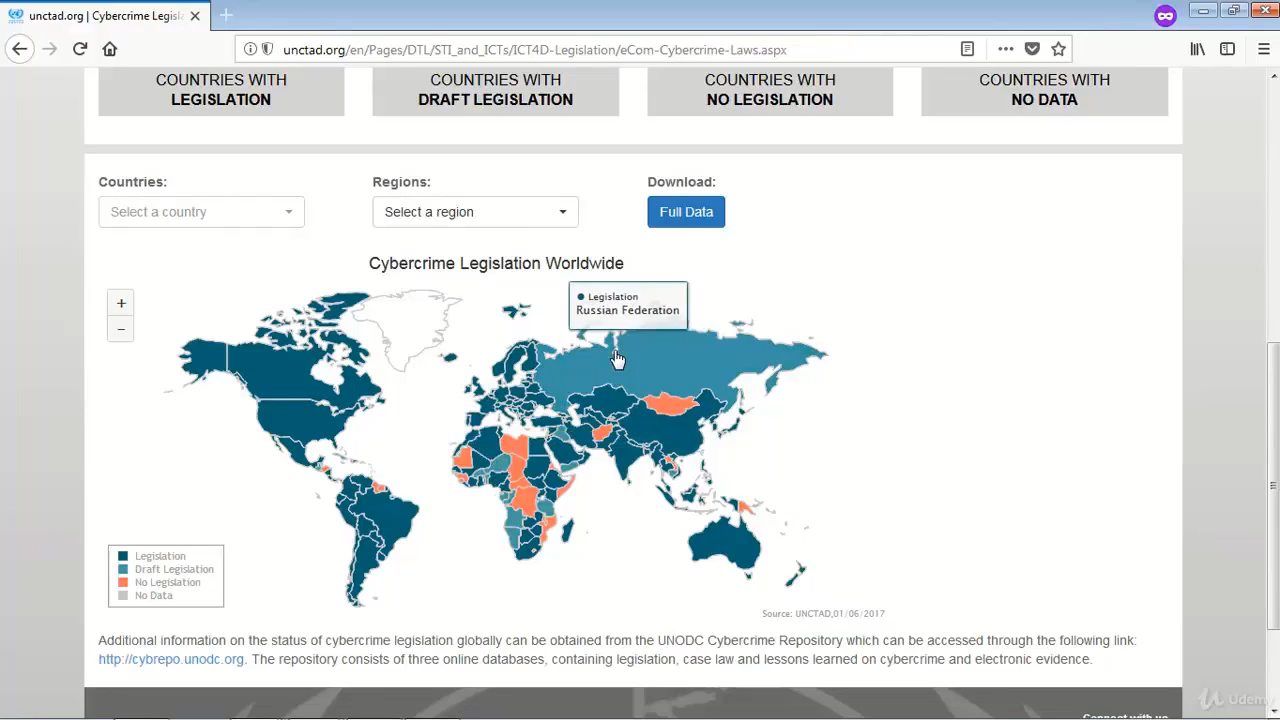 unctad.org | Cybercrime Legisla
unctad.org/en/Pages/DTL/STI_and_ICTs/ICT4D-Legislation/eCom-Cybercrime-Laws.aspx
COUNTRIES WITH
LEGISLATION
COUNTRIES WITH
DRAFT LEGISLATION
COUNTRIES WITH
NO LEGISLATION
COUNTRIES WITH
NO DATA
Countries:
Select a country
Regions:
Select a region
Download:
Full Data
Cybercrime Legislation Worldwide
Legislation
Russian Federation
+
−
Legislation
Draft Legislation
No Legislation
No Data
Source: UNCTAD,01/06/2017
Additional information on the status of cybercrime legislation globally can be obtained from the UNODC Cybercrime Repository which can be accessed through the following link:
http://cybrepo.unodc.org. The repository consists of three online databases, containing legislation, case law and lessons learned on cybercrime and electronic evidence.
Udemy
Connect with us